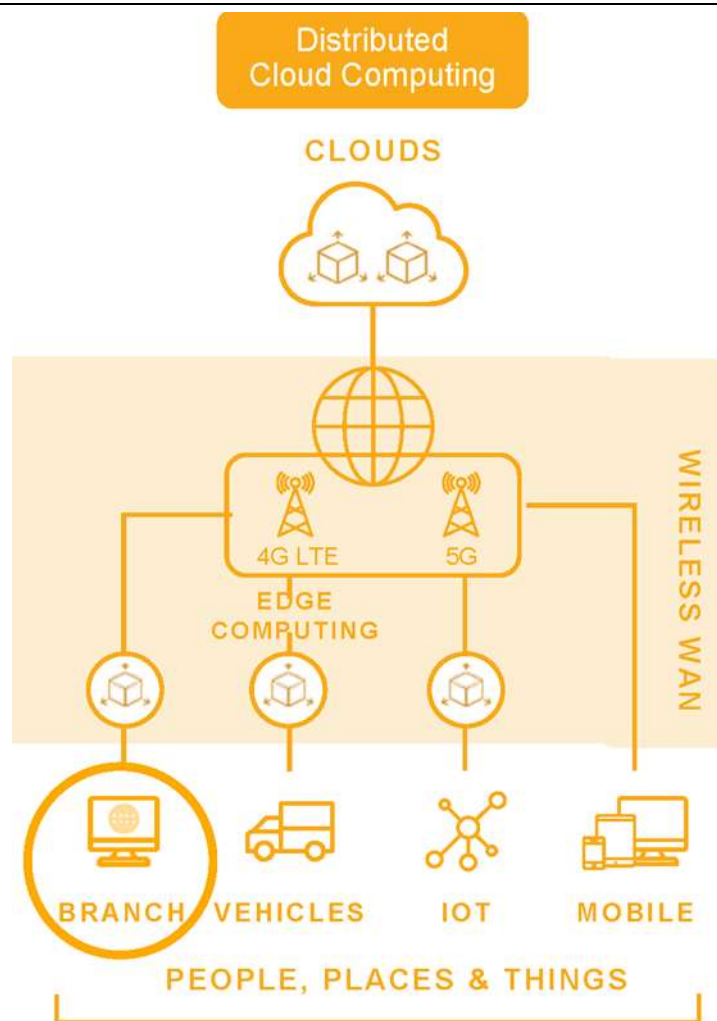 Distributed
Cloud Computing
CLOUDS
WIRELESS WAN
4G LTE
5G
EDGE
COMPUTING
BRANCH
VEHICLES
IOT
MOBILE
PEOPLE, PLACES & THINGS